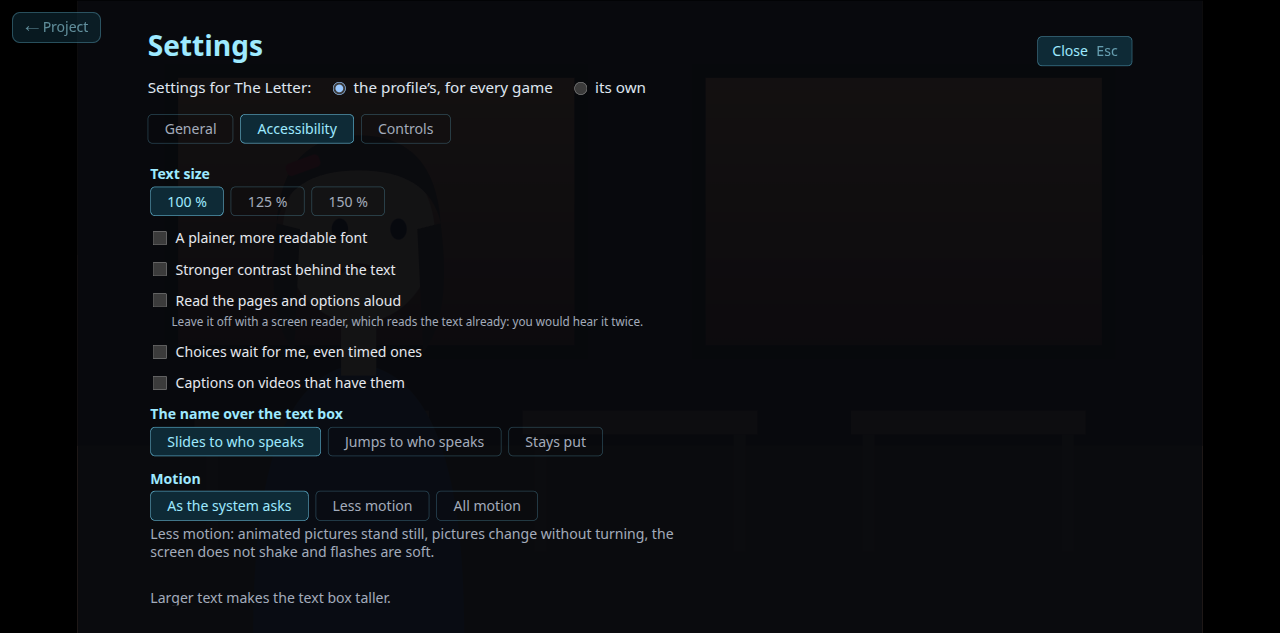 ← Project
Settings
Close Esc
Settings for The Letter: the profile's, for every game its own
General Accessibility Controls
Text size
100 % 125 % 150 %
A plainer, more readable font
Stronger contrast behind the text
Read the pages and options aloud
Leave it off with a screen reader, which reads the text already: you would hear it twice.
Choices wait for me, even timed ones
Captions on videos that have them
The name over the text box
Slides to who speaks Jumps to who speaks Stays put
Motion
As the system asks Less motion All motion
Less motion: animated pictures stand still, pictures change without turning, the
screen does not shake and flashes are soft.
Larger text makes the text box taller.